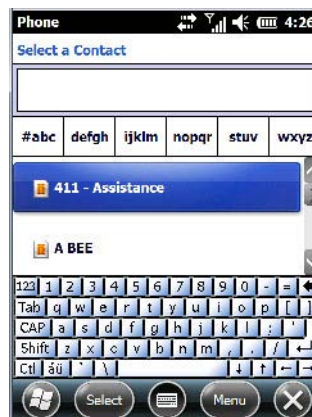 Phone 4:26
Select a Contact
#abc defgh ijklm nopqr stuv wxyz
411 - Assistance
A BEE
123 1 2 3 4 5 6 7 8 9 0 - =
Tab q w e r t y u i o p [ ]
CAP a s d f g h j k l ; '
Shift z x c v b n m , . /
Ctl áü ` \
Select Menu